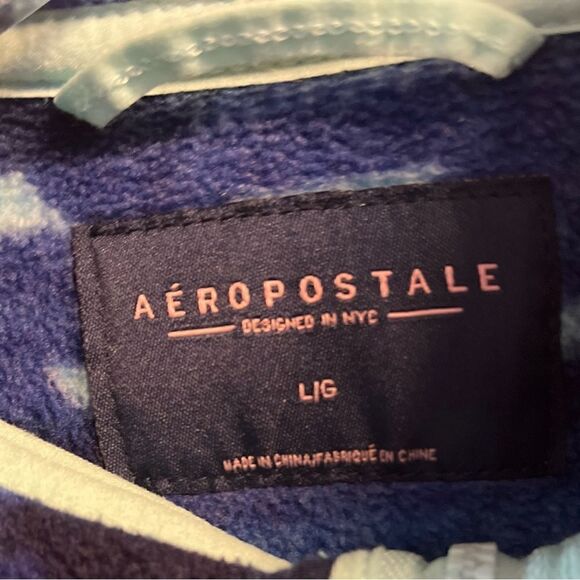 AÉROPOSTALE
DESIGNED IN NYC
L/G
MADE IN CHINA/FABRIQUÉ EN CHINE